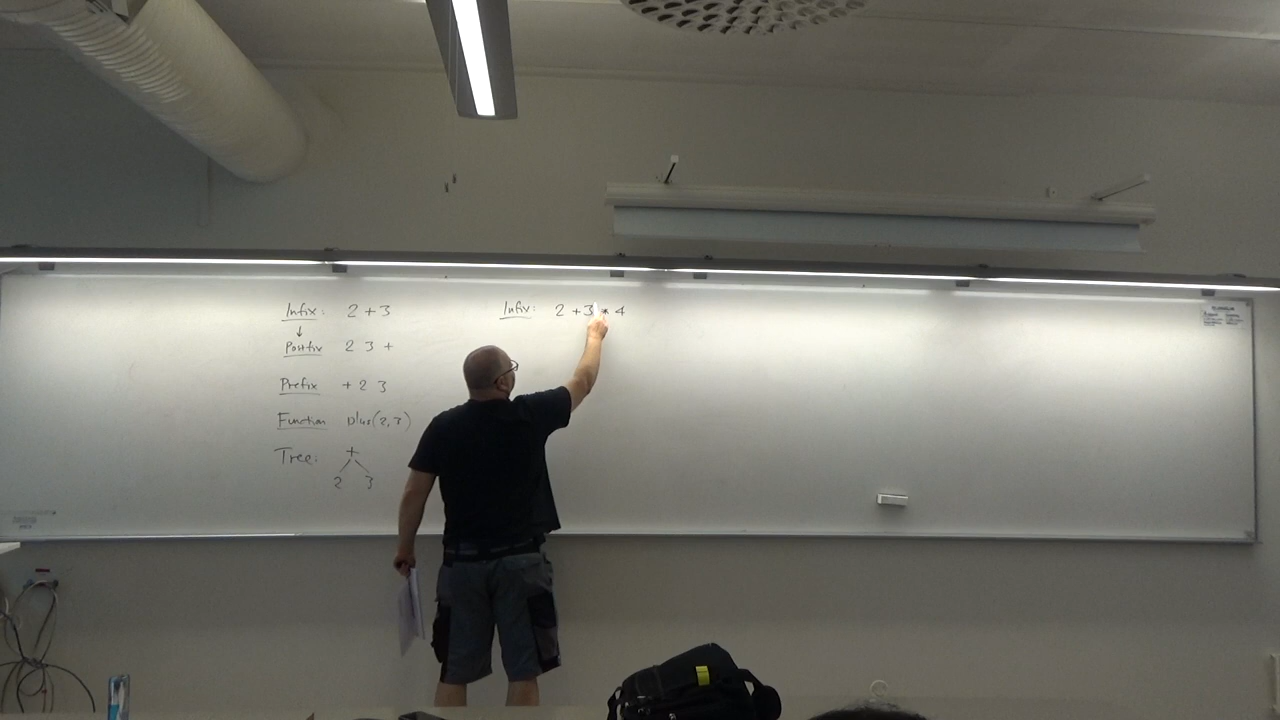 Infix: 2 + 3
↓
Postfix 2 3 +
Prefix + 2 3
Function plus(2,3)
Tree: +
2 3
Infix: 2 + 3 * 4